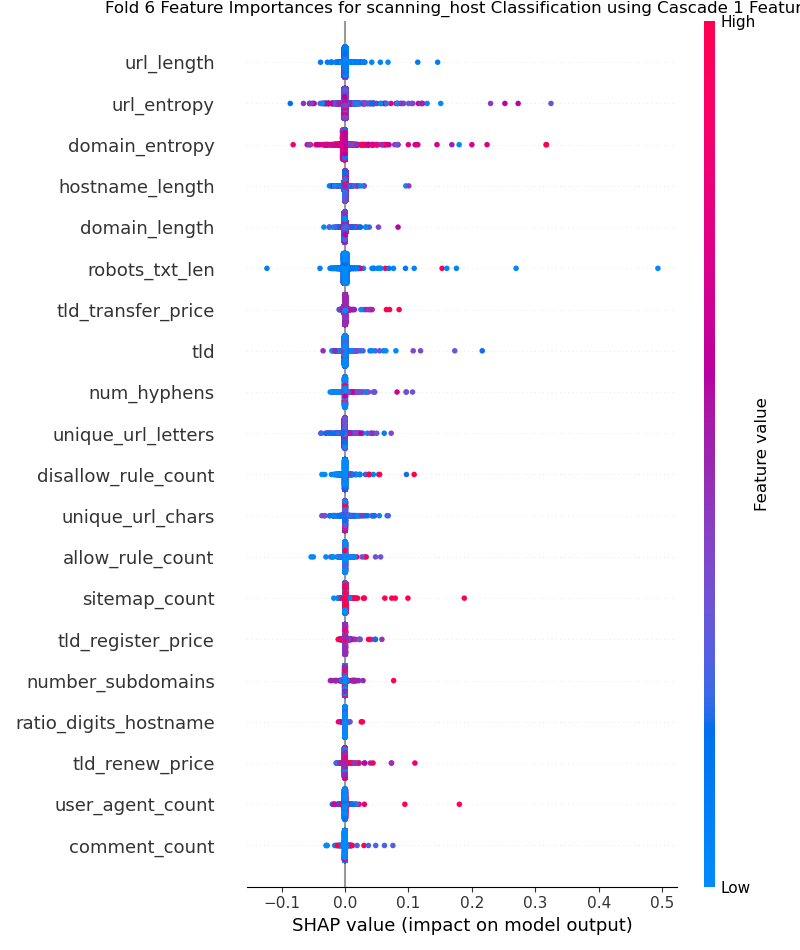 Fold 6 Feature Importances for scanning_host Classification using Cascade 1 Featur
High
url_length
url_entropy
domain_entropy
hostname_length
domain_length
robots_txt_len
tld_transfer_price
tld
num_hyphens
unique_url_letters
disallow_rule_count
unique_url_chars
allow_rule_count
sitemap_count
tld_register_price
number_subdomains
ratio_digits_hostname
tld_renew_price
user_agent_count
comment_count
Feature value
Low
−0.1 0.0 0.1 0.2 0.3 0.4 0.5
SHAP value (impact on model output)